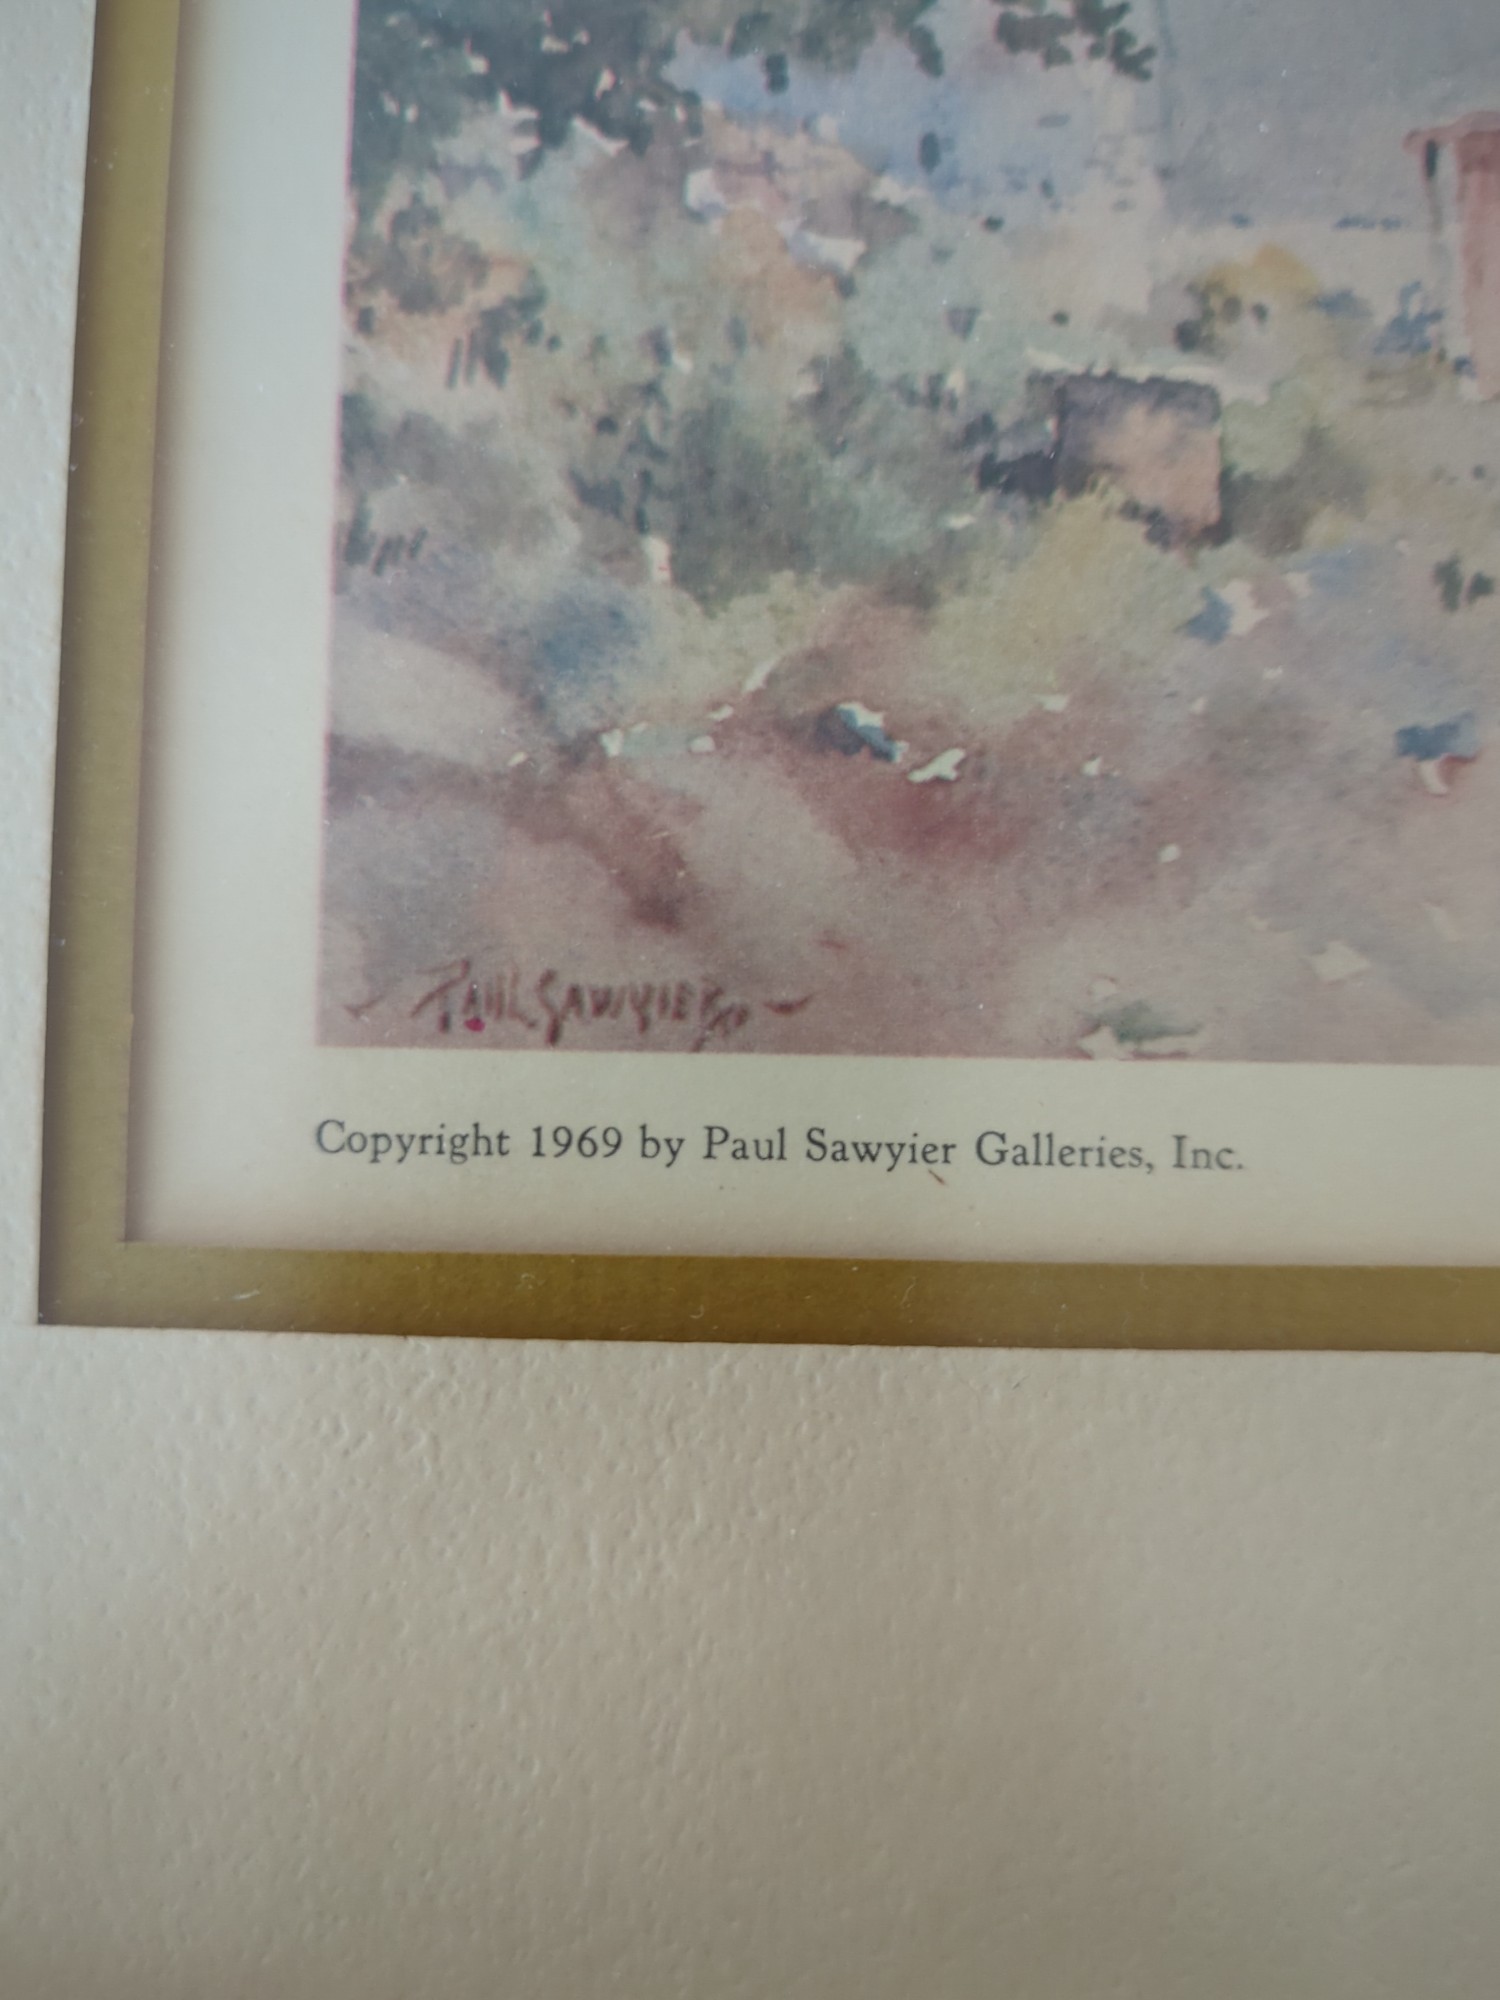 PAUL SAWYIER
Copyright 1969 by Paul Sawyier Galleries, Inc.